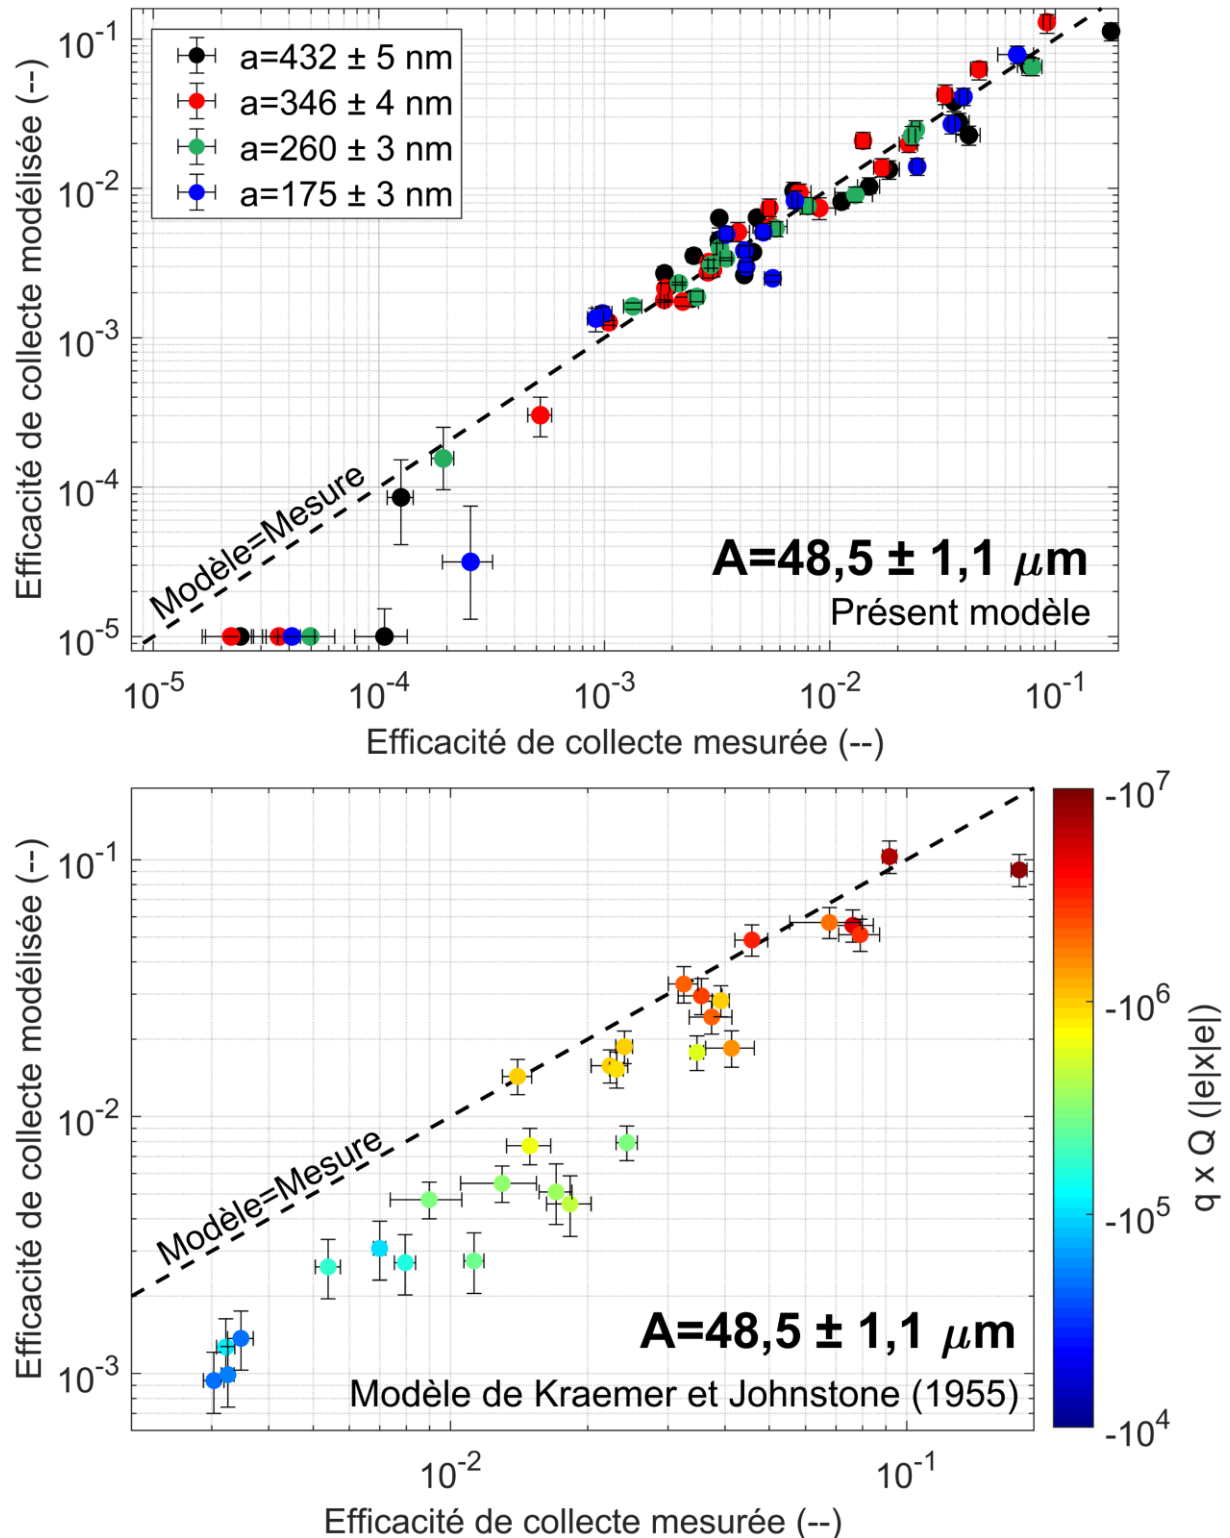 10^-1
10^-2
10^-3
10^-4
10^-5
Efficacité de collecte modélisée (--)
a=432 ± 5 nm
a=346 ± 4 nm
a=260 ± 3 nm
a=175 ± 3 nm
Modèle=Mesure
A=48,5 ± 1,1 μm
Présent modèle
10^-5 10^-4 10^-3 10^-2 10^-1
Efficacité de collecte mesurée (--)
10^-1
10^-2
10^-3
Efficacité de collecte modélisée (--)
Modèle=Mesure
A=48,5 ± 1,1 μm
Modèle de Kraemer et Johnstone (1955)
10^-2 10^-1
Efficacité de collecte mesurée (--)
-10^7
-10^6
-10^5
-10^4
q x Q (|e|x|e|)